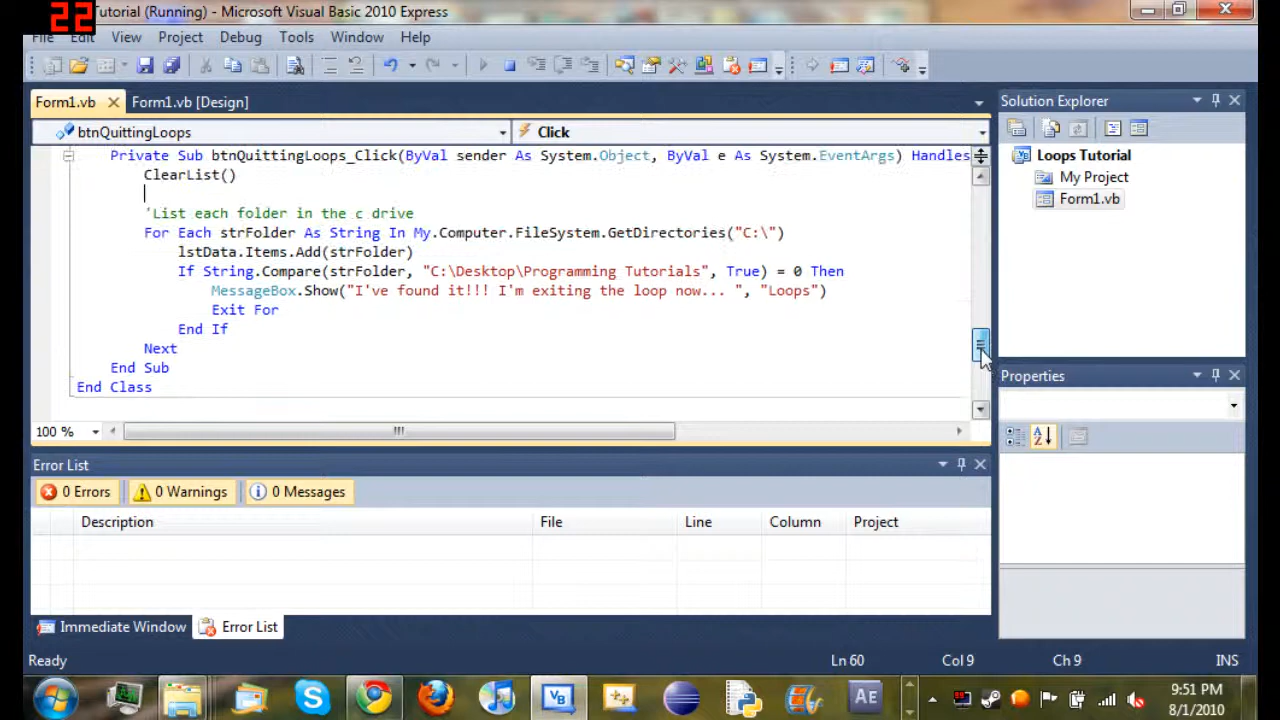 22
Tutorial (Running) - Microsoft Visual Basic 2010 Express
File Edit View Project Debug Tools Window Help
Form1.vb Form1.vb [Design]
btnQuittingLoops Click
Private Sub btnQuittingLoops_Click(ByVal sender As System.Object, ByVal e As System.EventArgs) Handles
ClearList()
'List each folder in the c drive
For Each strFolder As String In My.Computer.FileSystem.GetDirectories("C:\")
lstData.Items.Add(strFolder)
If String.Compare(strFolder, "C:\Desktop\Programming Tutorials", True) = 0 Then
MessageBox.Show("I've found it!!! I'm exiting the loop now... ", "Loops")
Exit For
End If
Next
End Sub
End Class
100 %
Solution Explorer
Loops Tutorial
My Project
Form1.vb
Properties
Error List
0 Errors 0 Warnings 0 Messages
Description File Line Column Project
Immediate Window Error List
Ready Ln 60 Col 9 Ch 9 INS
AE
9:51 PM
8/1/2010